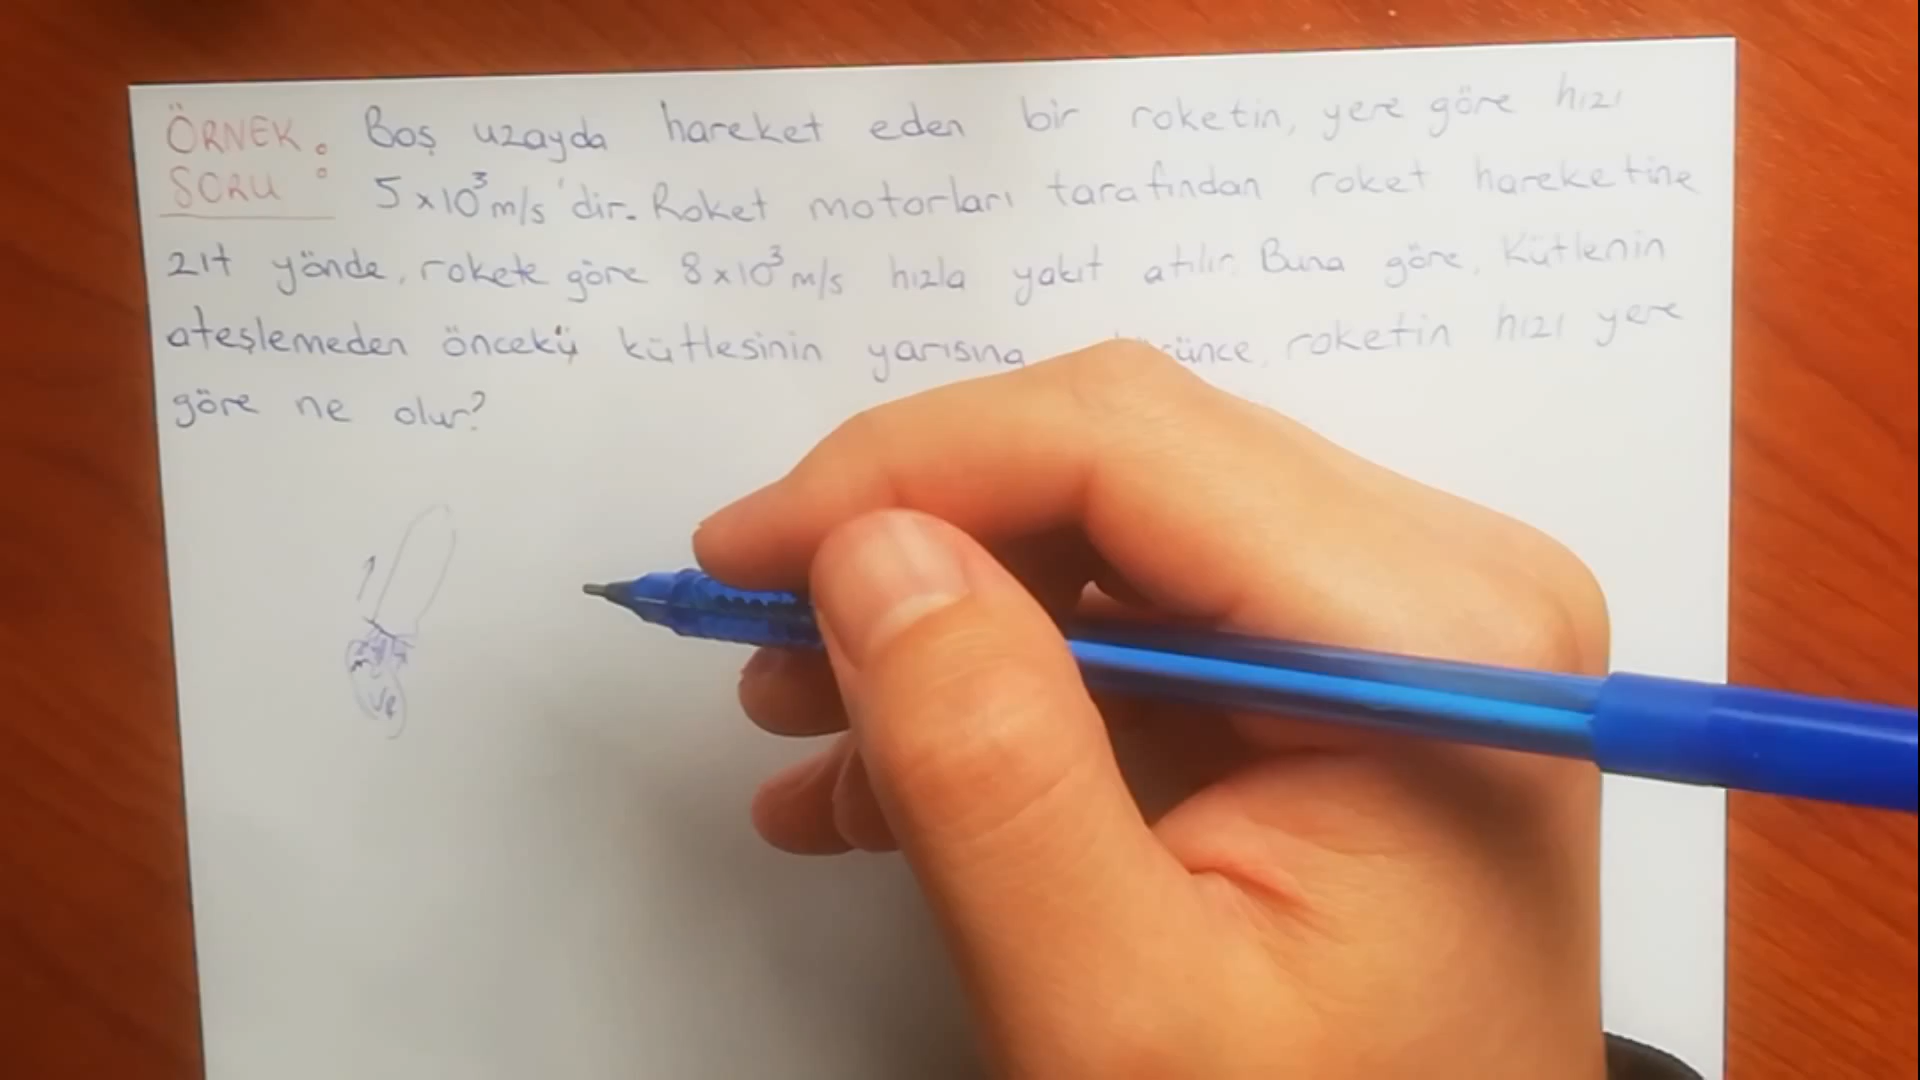 ÖRNEK SORU : Boş uzayda hareket eden bir roketin, yere göre hızı
5x10³ m/s'dir. Roket motorları tarafından roket hareketine
zıt yönde, rokete göre 8x10³ m/s hızla yakıt atılır. Buna göre, Kütlenin
ateşlemeden önceki kütlesinin yarısına roketin hızı yere
göre ne olur?